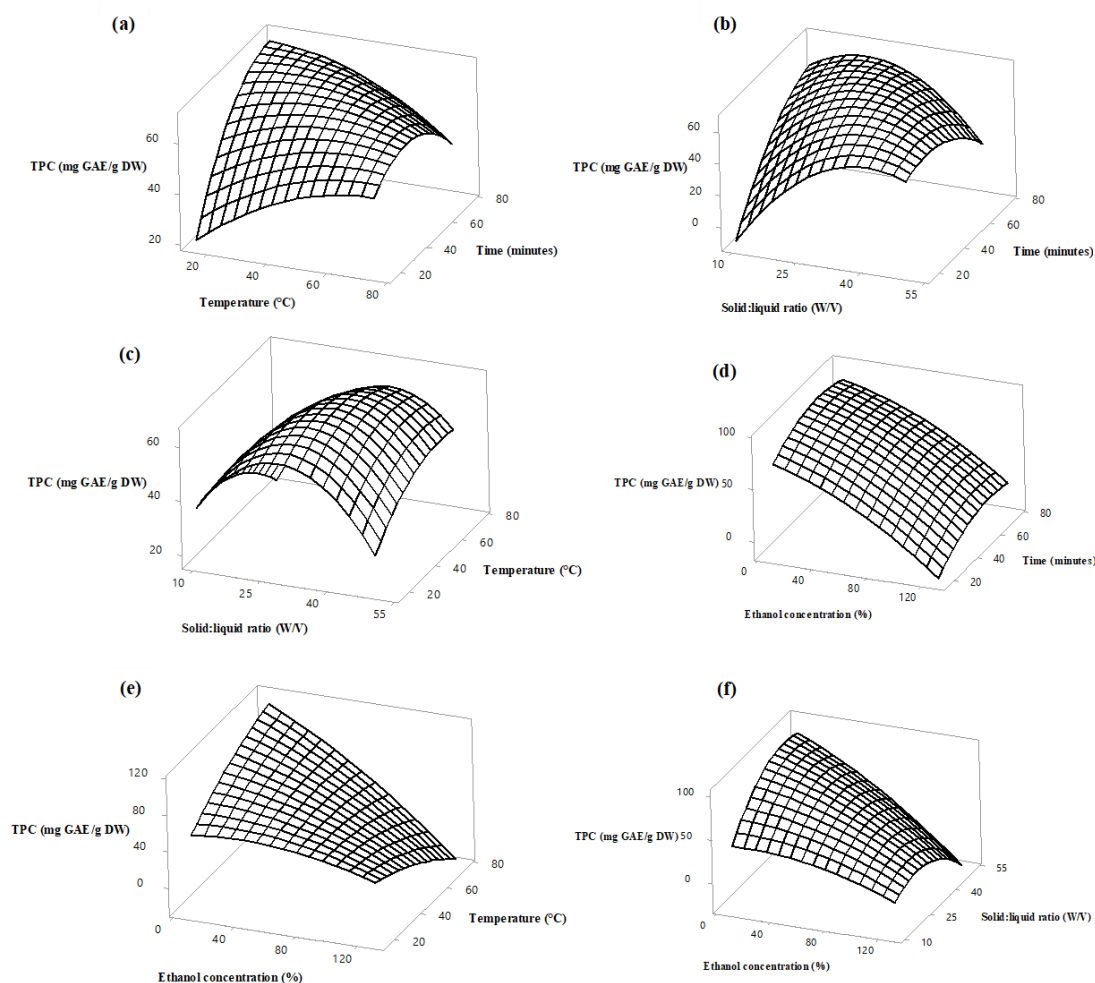 (a)
60
TPC (mg GAE/g DW)
40
20
20
40
60
80
Temperature (°C)
20
40
60
80
Time (minutes)
(b)
60
TPC (mg GAE/g DW)
40
20
0
10
25
40
55
Solid:liquid ratio (W/V)
20
40
60
80
Time (minutes)
(c)
60
TPC (mg GAE/g DW)
40
20
10
25
40
55
Solid:liquid ratio (W/V)
20
40
60
80
Temperature (°C)
(d)
100
TPC (mg GAE/g DW)
50
0
0
40
80
120
Ethanol concentration (%)
20
40
60
80
Time (minutes)
(e)
120
80
TPC (mg GAE/g DW)
40
0
0
40
80
120
Ethanol concentration (%)
20
40
60
80
Temperature (°C)
(f)
100
TPC (mg GAE/g DW)
50
0
0
40
80
120
Ethanol concentration (%)
10
25
40
55
Solid:liquid ratio (W/V)